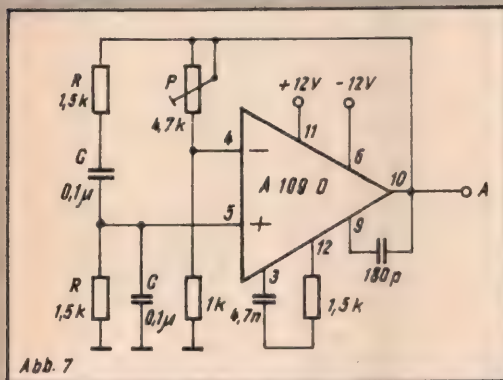 R
1,5k
P
4,7k
+12V
-12V
C
0,1µ
4
11
6
A 109 D
10
A
5
9
12
3
R
1,5k
C
0,1µ
1k
4,7n
1,5k
180p
Abb. 7